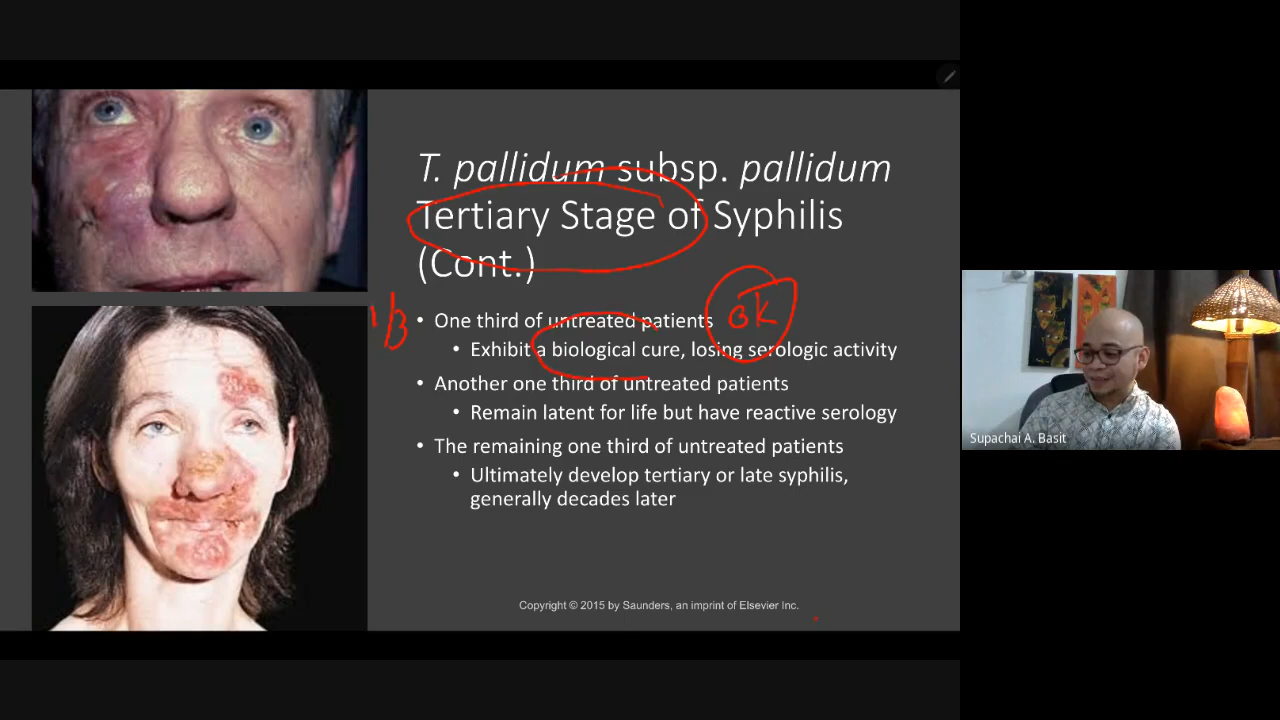 T. pallidum subsp. pallidum
Tertiary Stage of Syphilis
(Cont.)
1/3
• One third of untreated patients
ok
• Exhibit a biological cure, losing serologic activity
• Another one third of untreated patients
• Remain latent for life but have reactive serology
• The remaining one third of untreated patients
• Ultimately develop tertiary or late syphilis,
generally decades later
Copyright © 2015 by Saunders, an imprint of Elsevier Inc.
Supachai A. Basit